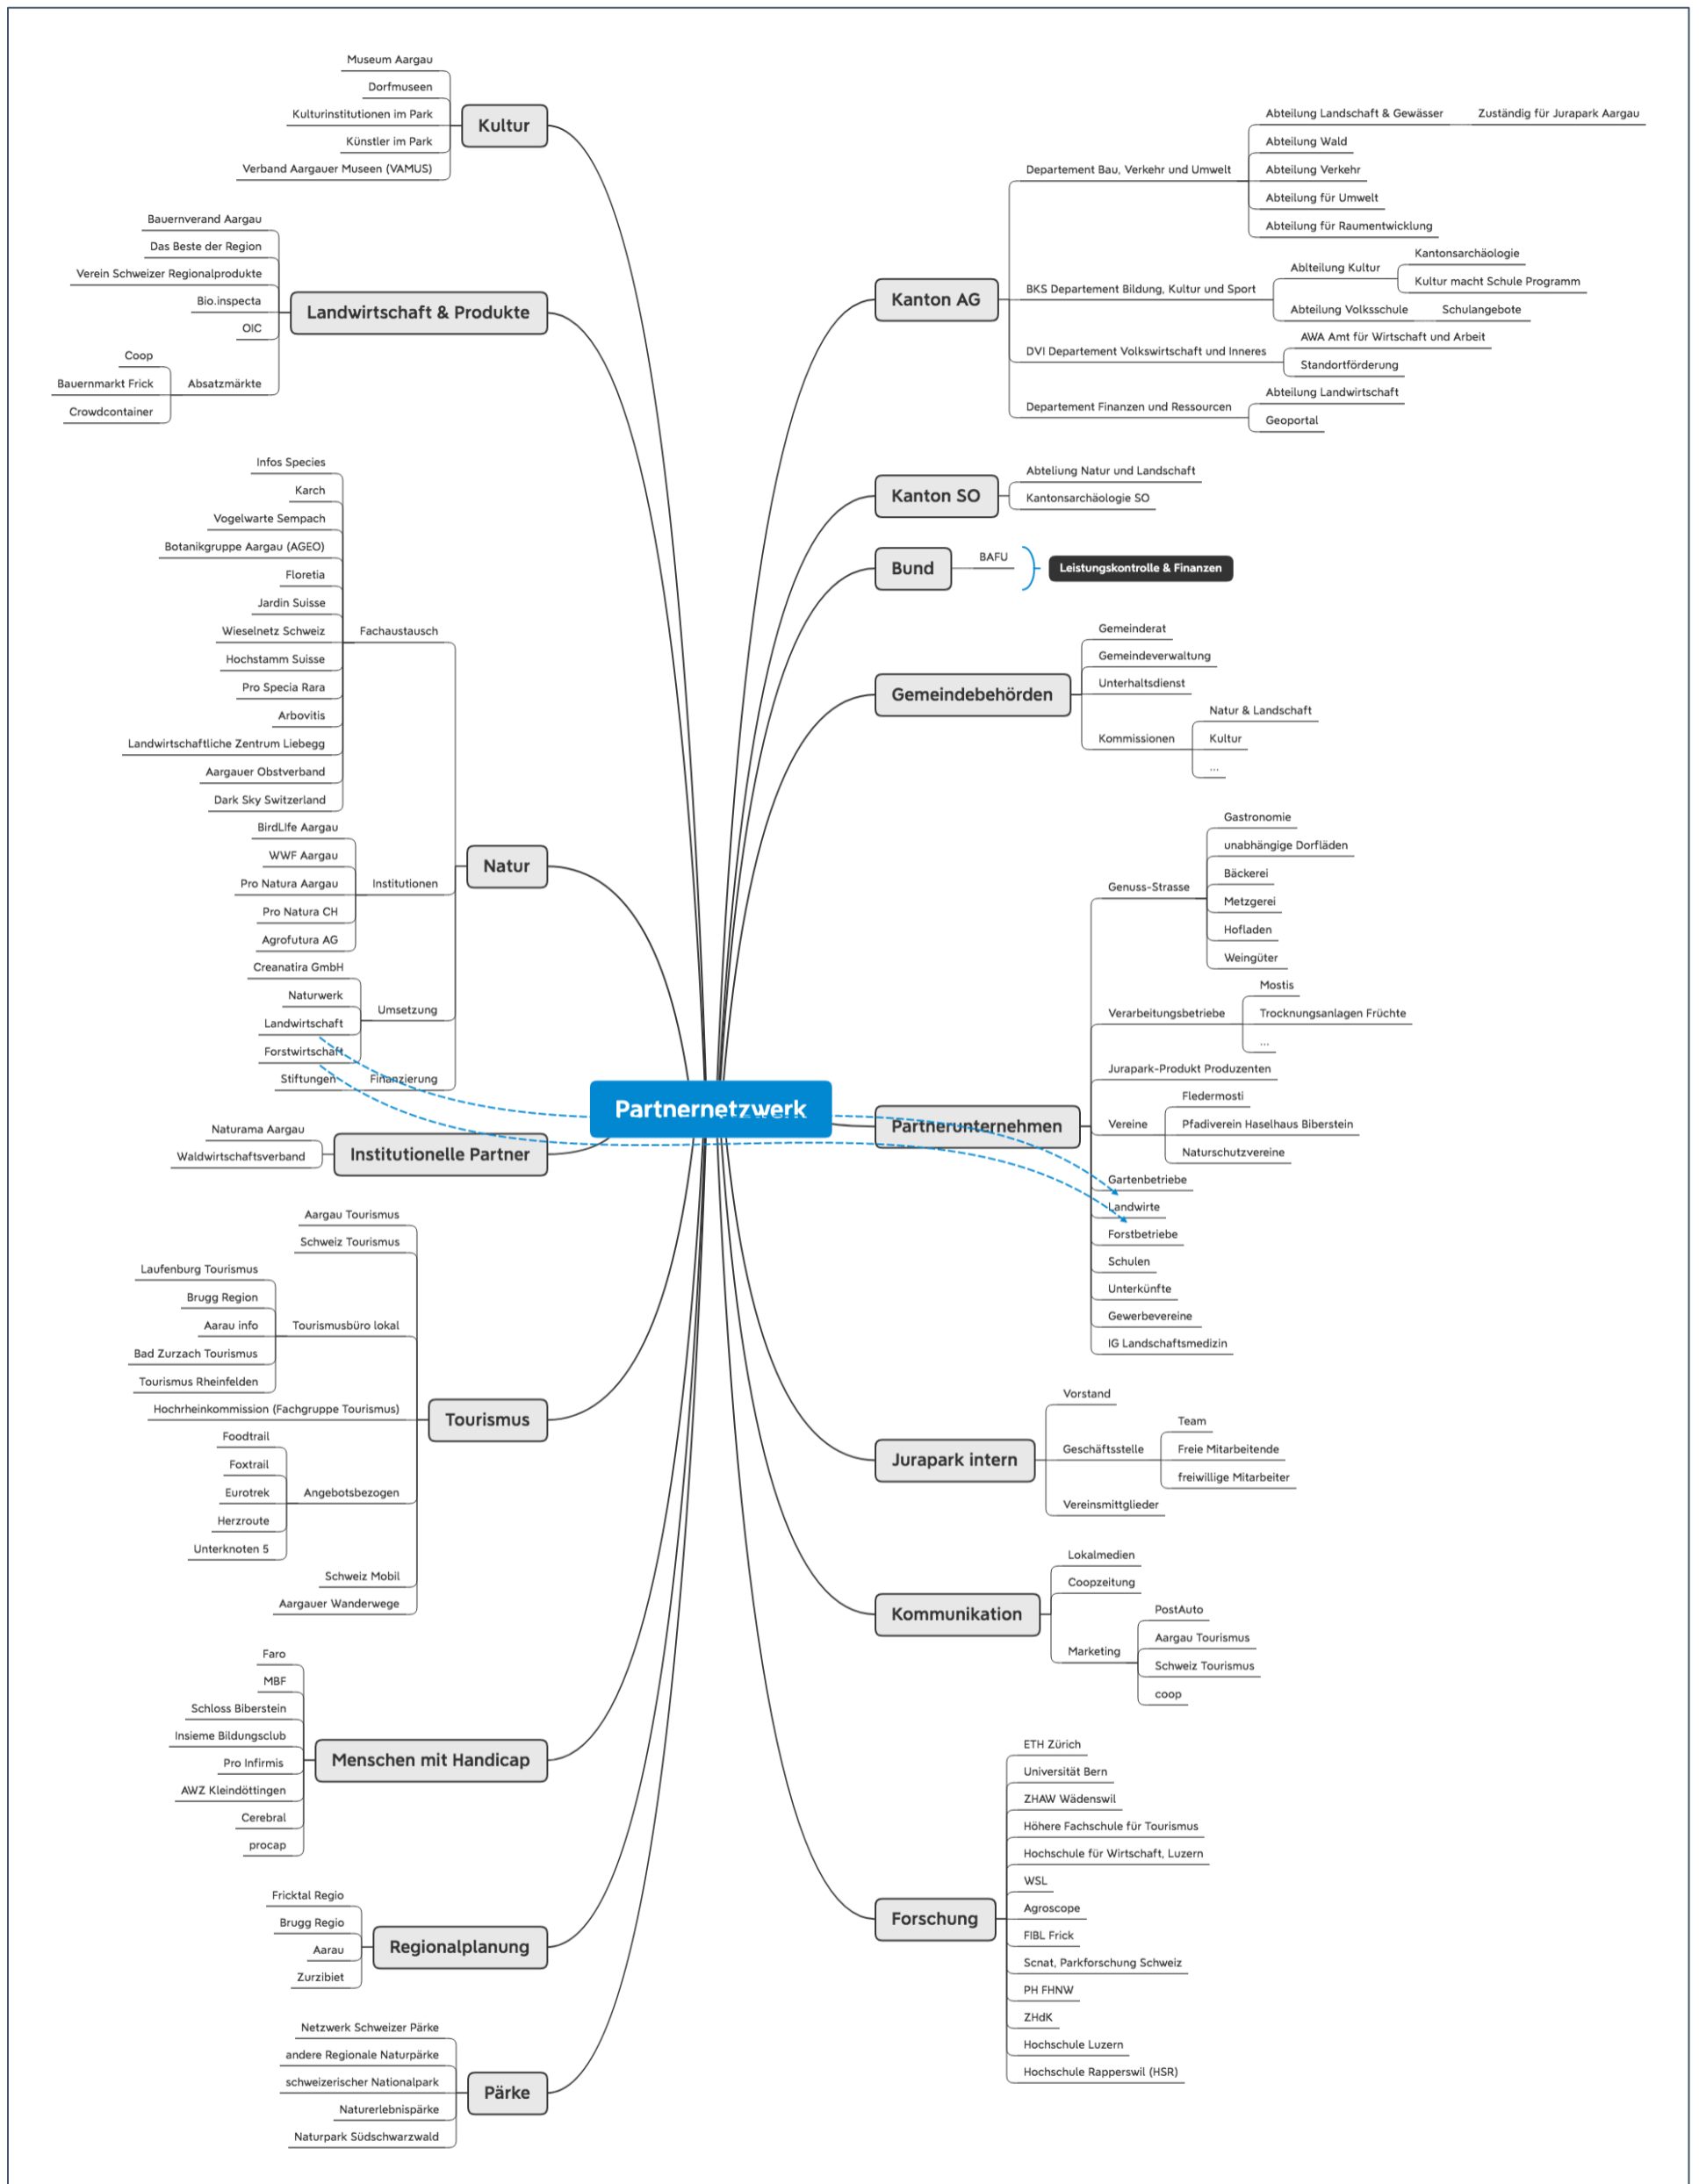 Partnernetzwerk
Kultur
Museum Aargau
Dorfmuseen
Kulturinstitutionen im Park
Künstler im Park
Verband Aargauer Museen (VAMUS)
Landwirtschaft & Produkte
Bauernverand Aargau
Das Beste der Region
Verein Schweizer Regionalprodukte
Bio.inspecta
OIC
Absatzmärkte
Coop
Bauernmarkt Frick
Crowdcontainer
Natur
Fachaustausch
Infos Species
Karch
Vogelwarte Sempach
Botanikgruppe Aargau (AGEO)
Floretia
Jardin Suisse
Wieselnetz Schweiz
Hochstamm Suisse
Pro Specia Rara
Arbovitis
Landwirtschaftliche Zentrum Liebegg
Aargauer Obstverband
Dark Sky Switzerland
Institutionen
BirdLIfe Aargau
WWF Aargau
Pro Natura Aargau
Pro Natura CH
Agrofutura AG
Umsetzung
Creanatira GmbH
Naturwerk
Landwirtschaft
Forstwirtschaft
Finanzierung
Stiftungen
Institutionelle Partner
Naturama Aargau
Waldwirtschaftsverband
Tourismus
Aargau Tourismus
Schweiz Tourismus
Tourismusbüro lokal
Laufenburg Tourismus
Brugg Region
Aarau info
Bad Zurzach Tourismus
Tourismus Rheinfelden
Hochrheinkommission (Fachgruppe Tourismus)
Angebotsbezogen
Foodtrail
Foxtrail
Eurotrek
Herzroute
Unterknoten 5
Schweiz Mobil
Aargauer Wanderwege
Menschen mit Handicap
Faro
MBF
Schloss Biberstein
Insieme Bildungsclub
Pro Infirmis
AWZ Kleindöttingen
Cerebral
procap
Regionalplanung
Fricktal Regio
Brugg Regio
Aarau
Zurzibiet
Pärke
Netzwerk Schweizer Pärke
andere Regionale Naturpärke
schweizerischer Nationalpark
Naturerlebnispärke
Naturpark Südschwarzwald
Kanton AG
Departement Bau, Verkehr und Umwelt
Abteilung Landschaft & Gewässer
Zuständig für Jurapark Aargau
Abteilung Wald
Abteilung Verkehr
Abteilung für Umwelt
Abteilung für Raumentwicklung
BKS Departement Bildung, Kultur und Sport
Ablteilung Kultur
Kantonsarchäologie
Kultur macht Schule Programm
Abteilung Volksschule
Schulangebote
DVI Departement Volkswirtschaft und Inneres
AWA Amt für Wirtschaft und Arbeit
Standortförderung
Departement Finanzen und Ressourcen
Abteilung Landwirtschaft
Geoportal
Kanton SO
Abteliung Natur und Landschaft
Kantonsarchäologie SO
Bund
BAFU
Leistungskontrolle & Finanzen
Gemeindebehörden
Gemeinderat
Gemeindeverwaltung
Unterhaltsdienst
Kommissionen
Natur & Landschaft
Kultur
...
Partnerunternehmen
Genuss-Strasse
Gastronomie
unabhängige Dorfläden
Bäckerei
Metzgerei
Hofladen
Weingüter
Verarbeitungsbetriebe
Mostis
Trocknungsanlagen Früchte
...
Jurapark-Produkt Produzenten
Vereine
Fledermosti
Pfadiverein Haselhaus Biberstein
Naturschutzvereine
Gartenbetriebe
Landwirte
Forstbetriebe
Schulen
Unterkünfte
Gewerbevereine
IG Landschaftsmedizin
Jurapark intern
Vorstand
Geschäftsstelle
Team
Freie Mitarbeitende
freiwillige Mitarbeiter
Vereinsmitglieder
Kommunikation
Lokalmedien
Coopzeitung
Marketing
PostAuto
Aargau Tourismus
Schweiz Tourismus
coop
Forschung
ETH Zürich
Universität Bern
ZHAW Wädenswil
Höhere Fachschule für Tourismus
Hochschule für Wirtschaft, Luzern
WSL
Agroscope
FIBL Frick
Scnat, Parkforschung Schweiz
PH FHNW
ZHdK
Hochschule Luzern
Hochschule Rapperswil (HSR)